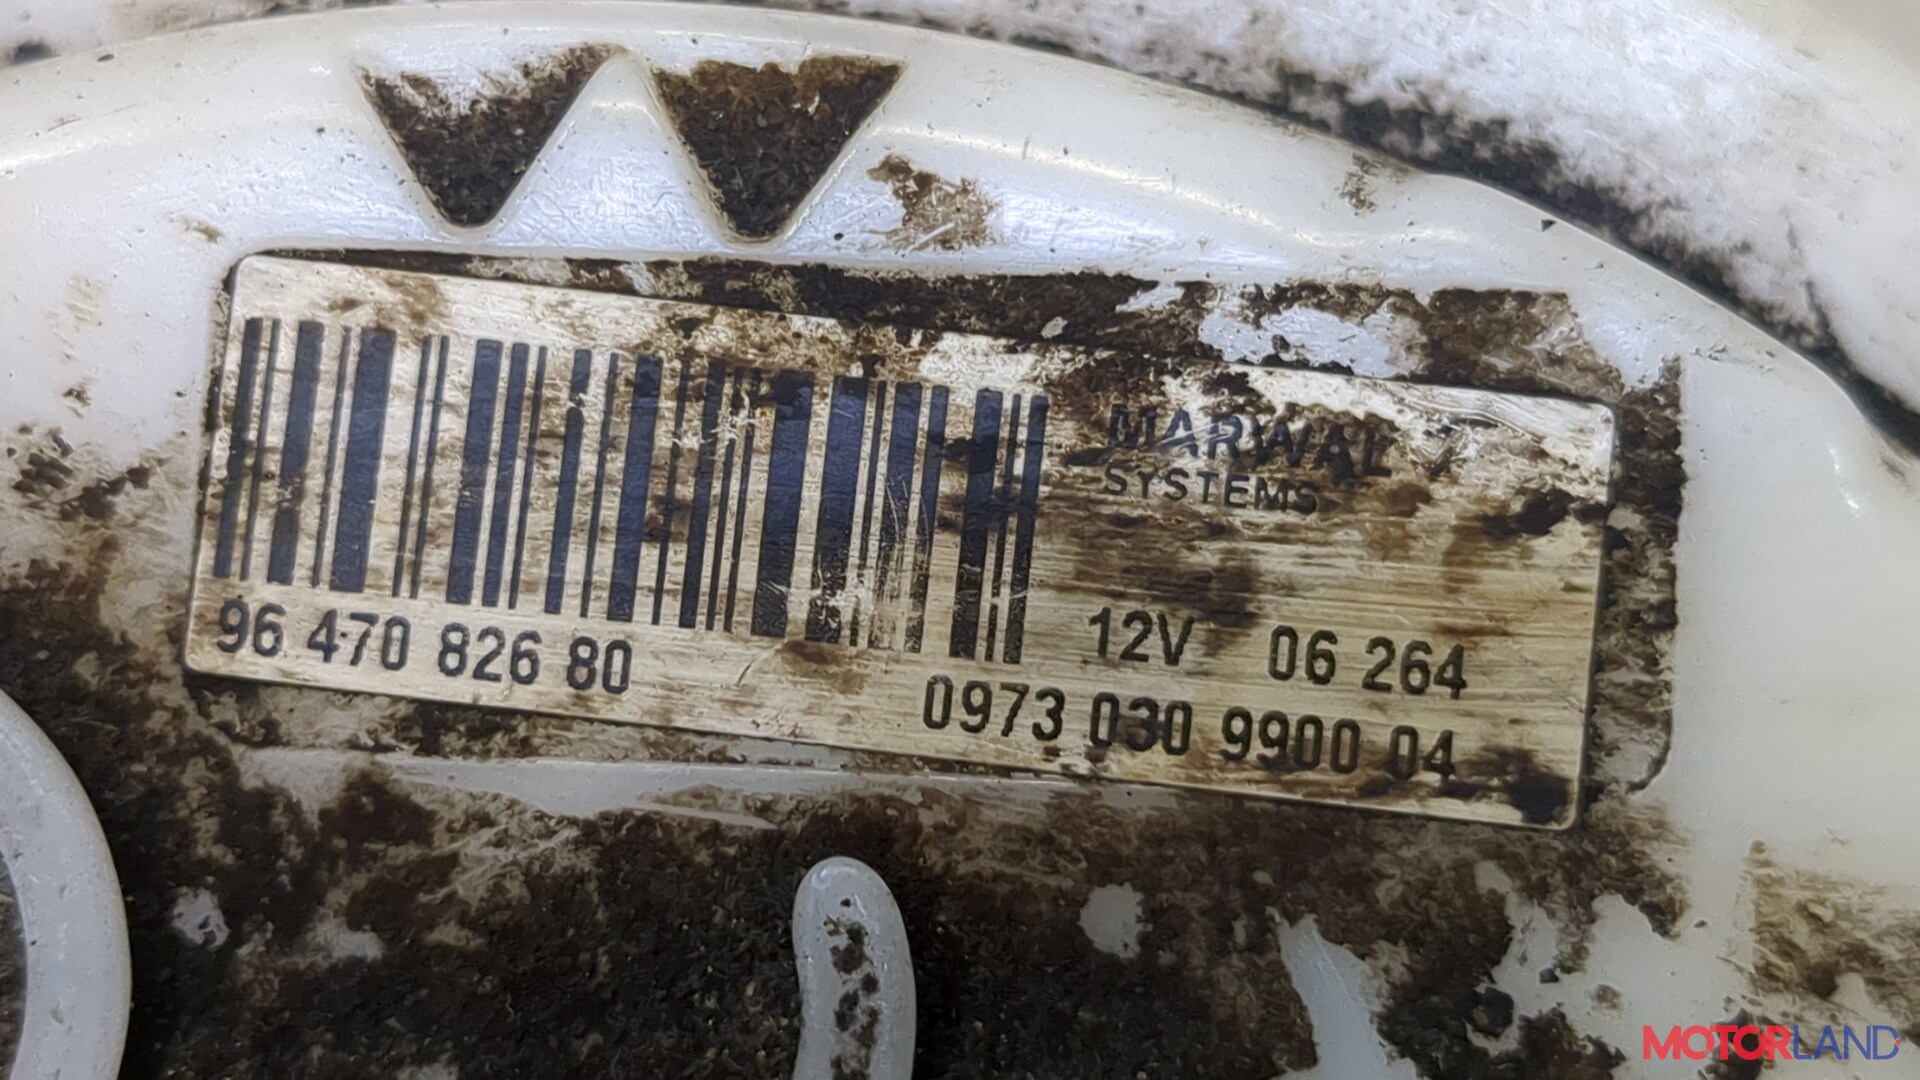 MARWAL
SYSTEMS
96 470 826 80
12V 06 264
0973 030 9900 04
MOTORLAND